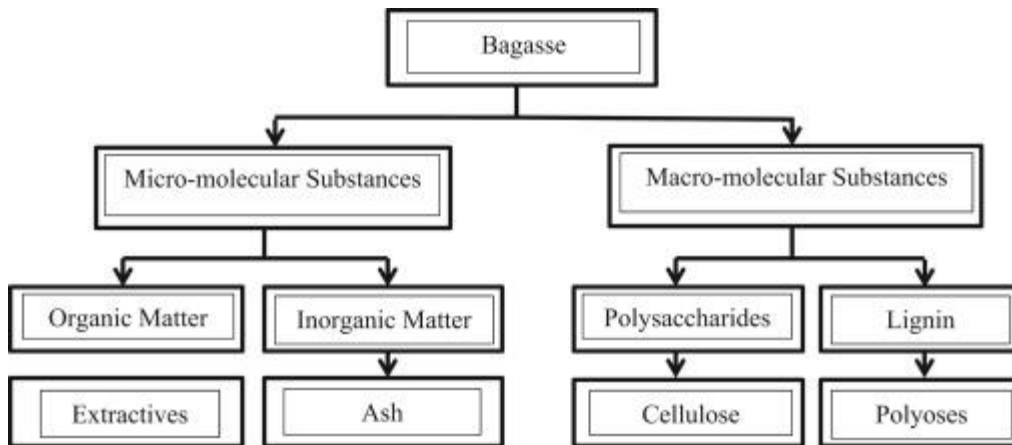 Bagasse
Micro-molecular Substances
Macro-molecular Substances
Organic Matter
Inorganic Matter
Polysaccharides
Lignin
Extractives
Ash
Cellulose
Polyoses